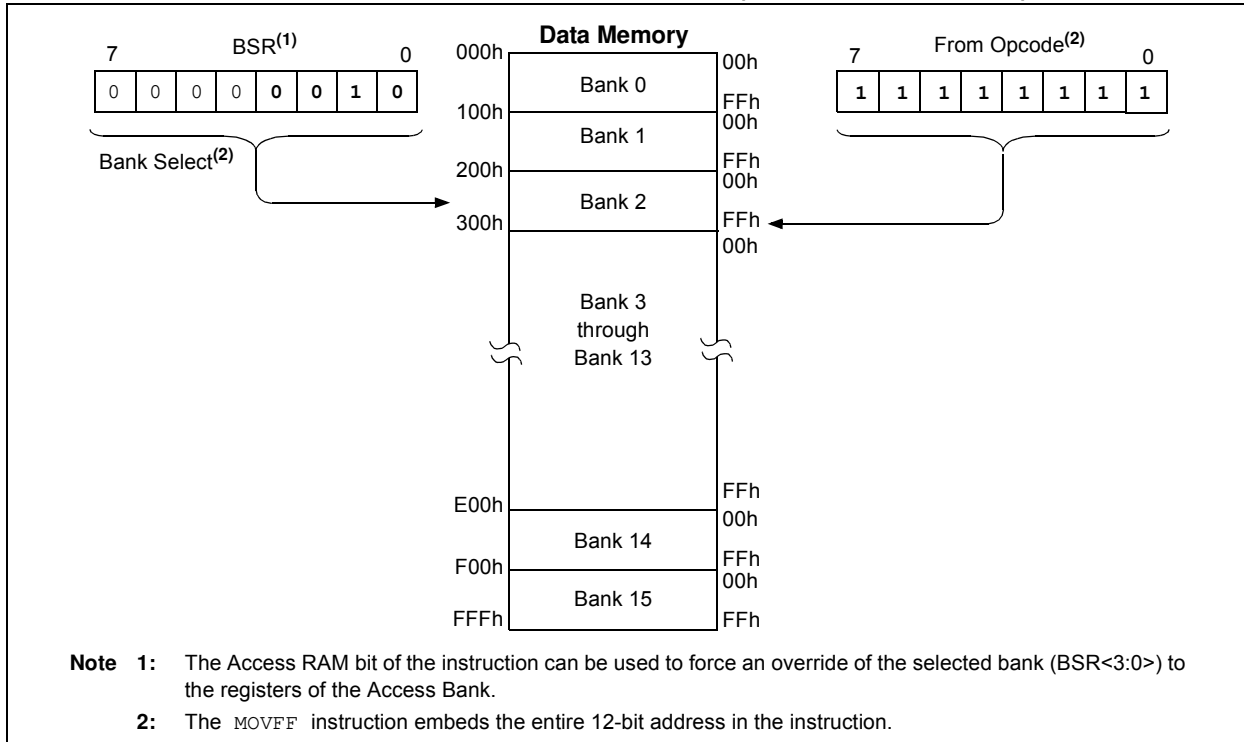 Data Memory
7 BSR(1) 0
0 0 0 0 0 0 1 0
Bank Select(2)
7 From Opcode(2) 0
1 1 1 1 1 1 1 1
000h
00h
Bank 0
FFh
100h
00h
Bank 1
FFh
200h
00h
Bank 2
FFh
300h
00h
Bank 3
through
Bank 13
FFh
E00h
00h
Bank 14
FFh
F00h
00h
Bank 15
FFFh
FFh
Note 1: The Access RAM bit of the instruction can be used to force an override of the selected bank (BSR<3:0>) to
the registers of the Access Bank.
2: The MOVFF instruction embeds the entire 12-bit address in the instruction.